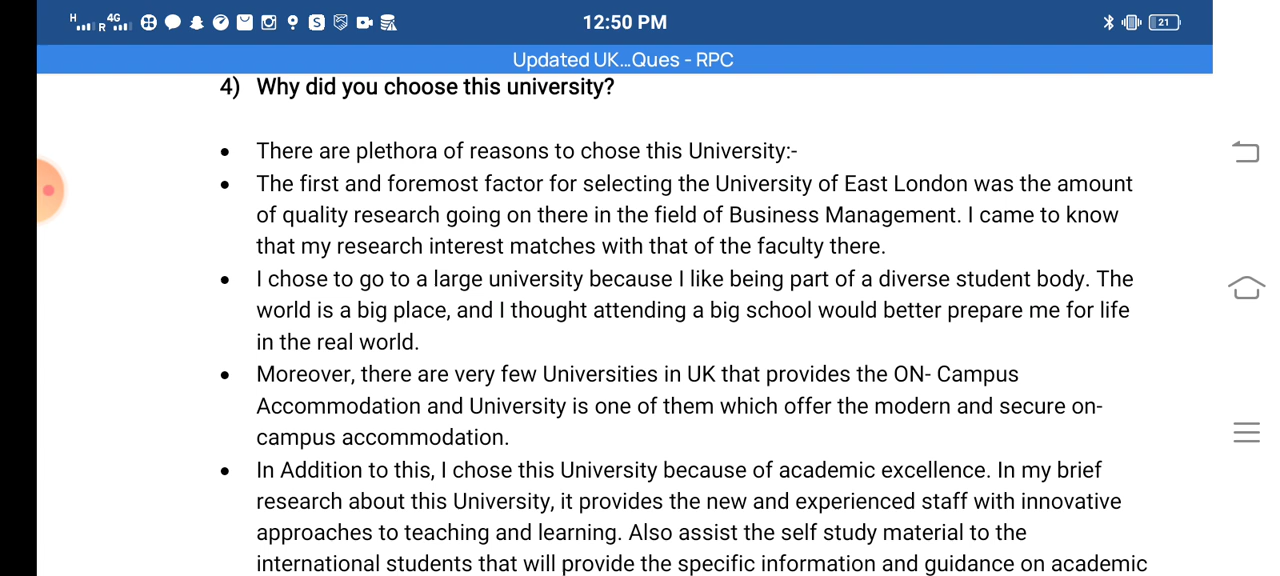 H 4G R 12:50 PM 21
Updated UK...Ques - RPC
4) Why did you choose this university?
• There are plethora of reasons to chose this University:-
• The first and foremost factor for selecting the University of East London was the amount
of quality research going on there in the field of Business Management. I came to know
that my research interest matches with that of the faculty there.
• I chose to go to a large university because I like being part of a diverse student body. The
world is a big place, and I thought attending a big school would better prepare me for life
in the real world.
• Moreover, there are very few Universities in UK that provides the ON- Campus
Accommodation and University is one of them which offer the modern and secure on-
campus accommodation.
• In Addition to this, I chose this University because of academic excellence. In my brief
research about this University, it provides the new and experienced staff with innovative
approaches to teaching and learning. Also assist the self study material to the
international students that will provide the specific information and guidance on academic